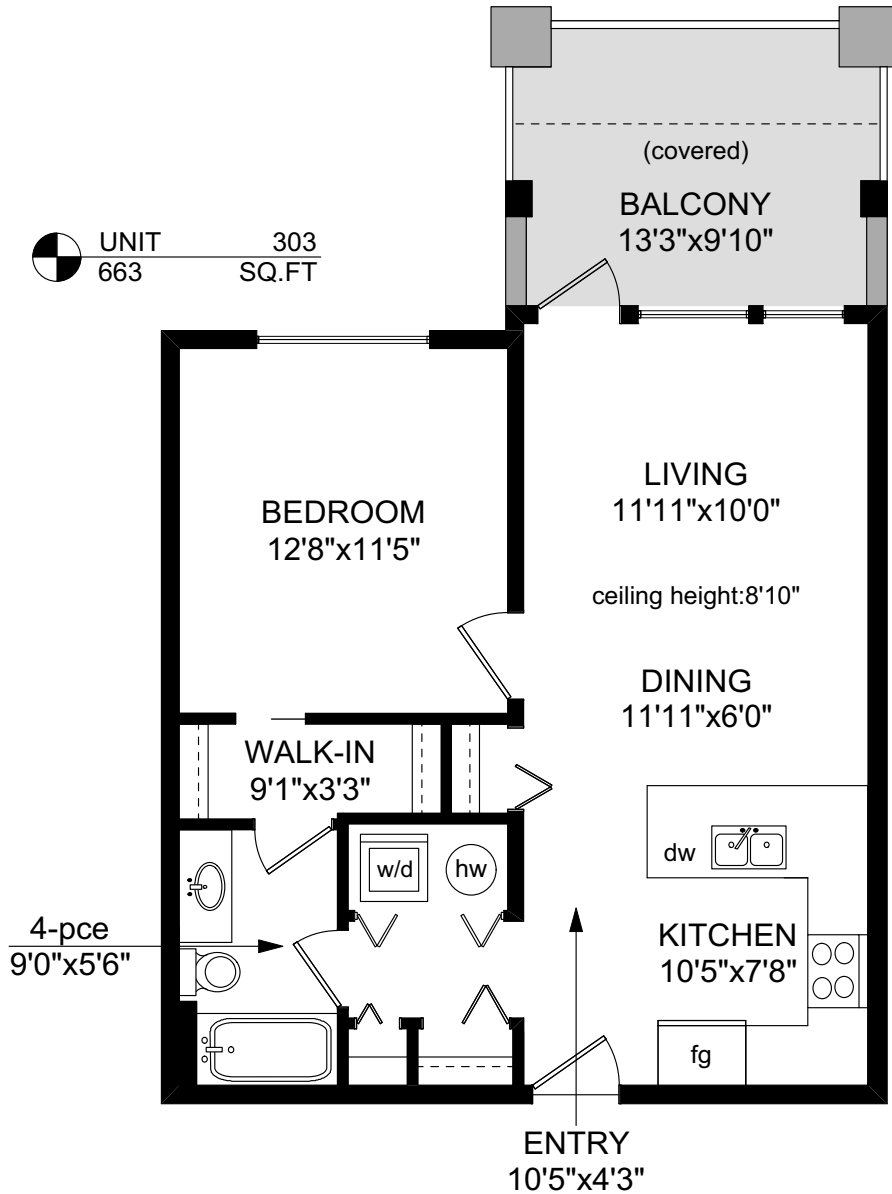 (covered)
BALCONY
13'3"x9'10"
UNIT 303
663 SQ.FT
LIVING
11'11"x10'0"
BEDROOM
12'8"x11'5"
ceiling height:8'10"
DINING
11'11"x6'0"
WALK-IN
9'1"x3'3"
dw
w/d
hw
4-pce
9'0"x5'6"
KITCHEN
10'5"x7'8"
fg
ENTRY
10'5"x4'3"